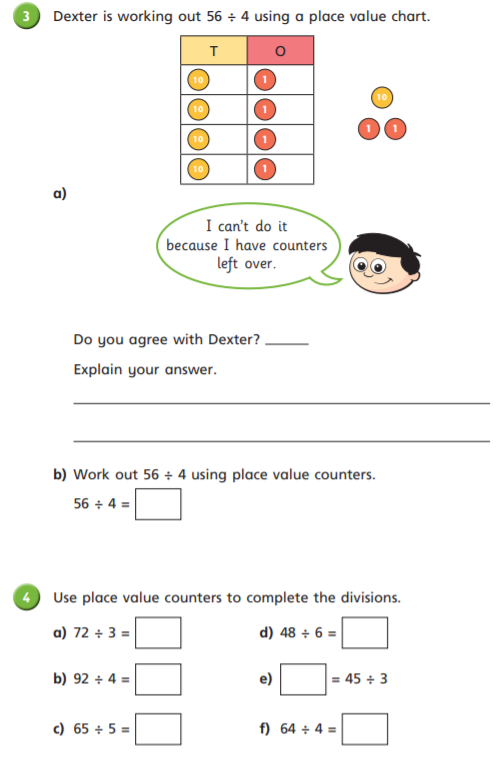 3 Dexter is working out 56 ÷ 4 using a place value chart.
T O
10 1
10 1
10 1
10 1
10
1 1
a)
I can't do it
because I have counters
left over.
Do you agree with Dexter? ______
Explain your answer.
b) Work out 56 ÷ 4 using place value counters.
56 ÷ 4 =
4 Use place value counters to complete the divisions.
a) 72 ÷ 3 =
d) 48 ÷ 6 =
b) 92 ÷ 4 =
e) = 45 ÷ 3
c) 65 ÷ 5 =
f) 64 ÷ 4 =